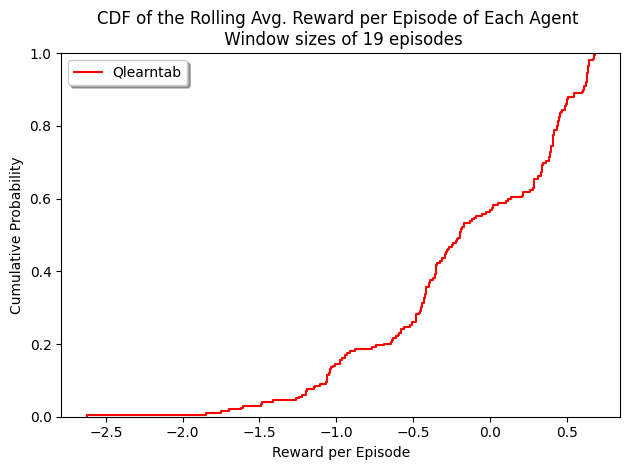 CDF of the Rolling Avg. Reward per Episode of Each Agent
Window sizes of 19 episodes
Qlearntab
Cumulative Probability
1.0
0.8
0.6
0.4
0.2
0.0
−2.5 −2.0 −1.5 −1.0 −0.5 0.0 0.5
Reward per Episode